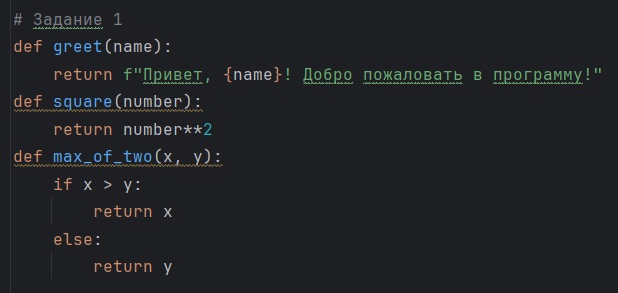 # Задание 1
def greet(name):
    return f"Привет, {name}! Добро пожаловать в программу!"
def square(number):
    return number**2
def max_of_two(x, y):
    if x > y:
        return x
    else:
        return y